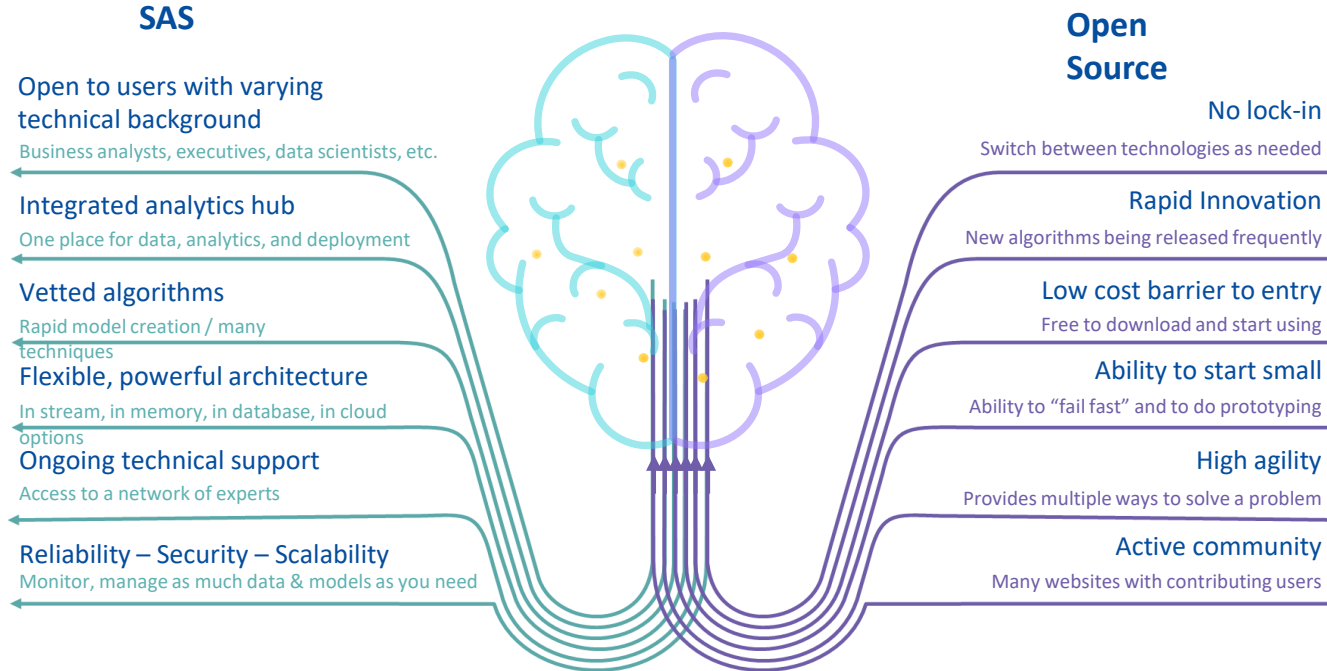 SAS
Open to users with varying
technical background
Business analysts, executives, data scientists, etc.
Integrated analytics hub
One place for data, analytics, and deployment
Vetted algorithms
Rapid model creation / many
techniques
Flexible, powerful architecture
In stream, in memory, in database, in cloud
options
Ongoing technical support
Access to a network of experts
Reliability – Security – Scalability
Monitor, manage as much data & models as you need
Open
Source
No lock-in
Switch between technologies as needed
Rapid Innovation
New algorithms being released frequently
Low cost barrier to entry
Free to download and start using
Ability to start small
Ability to “fail fast” and to do prototyping
High agility
Provides multiple ways to solve a problem
Active community
Many websites with contributing users